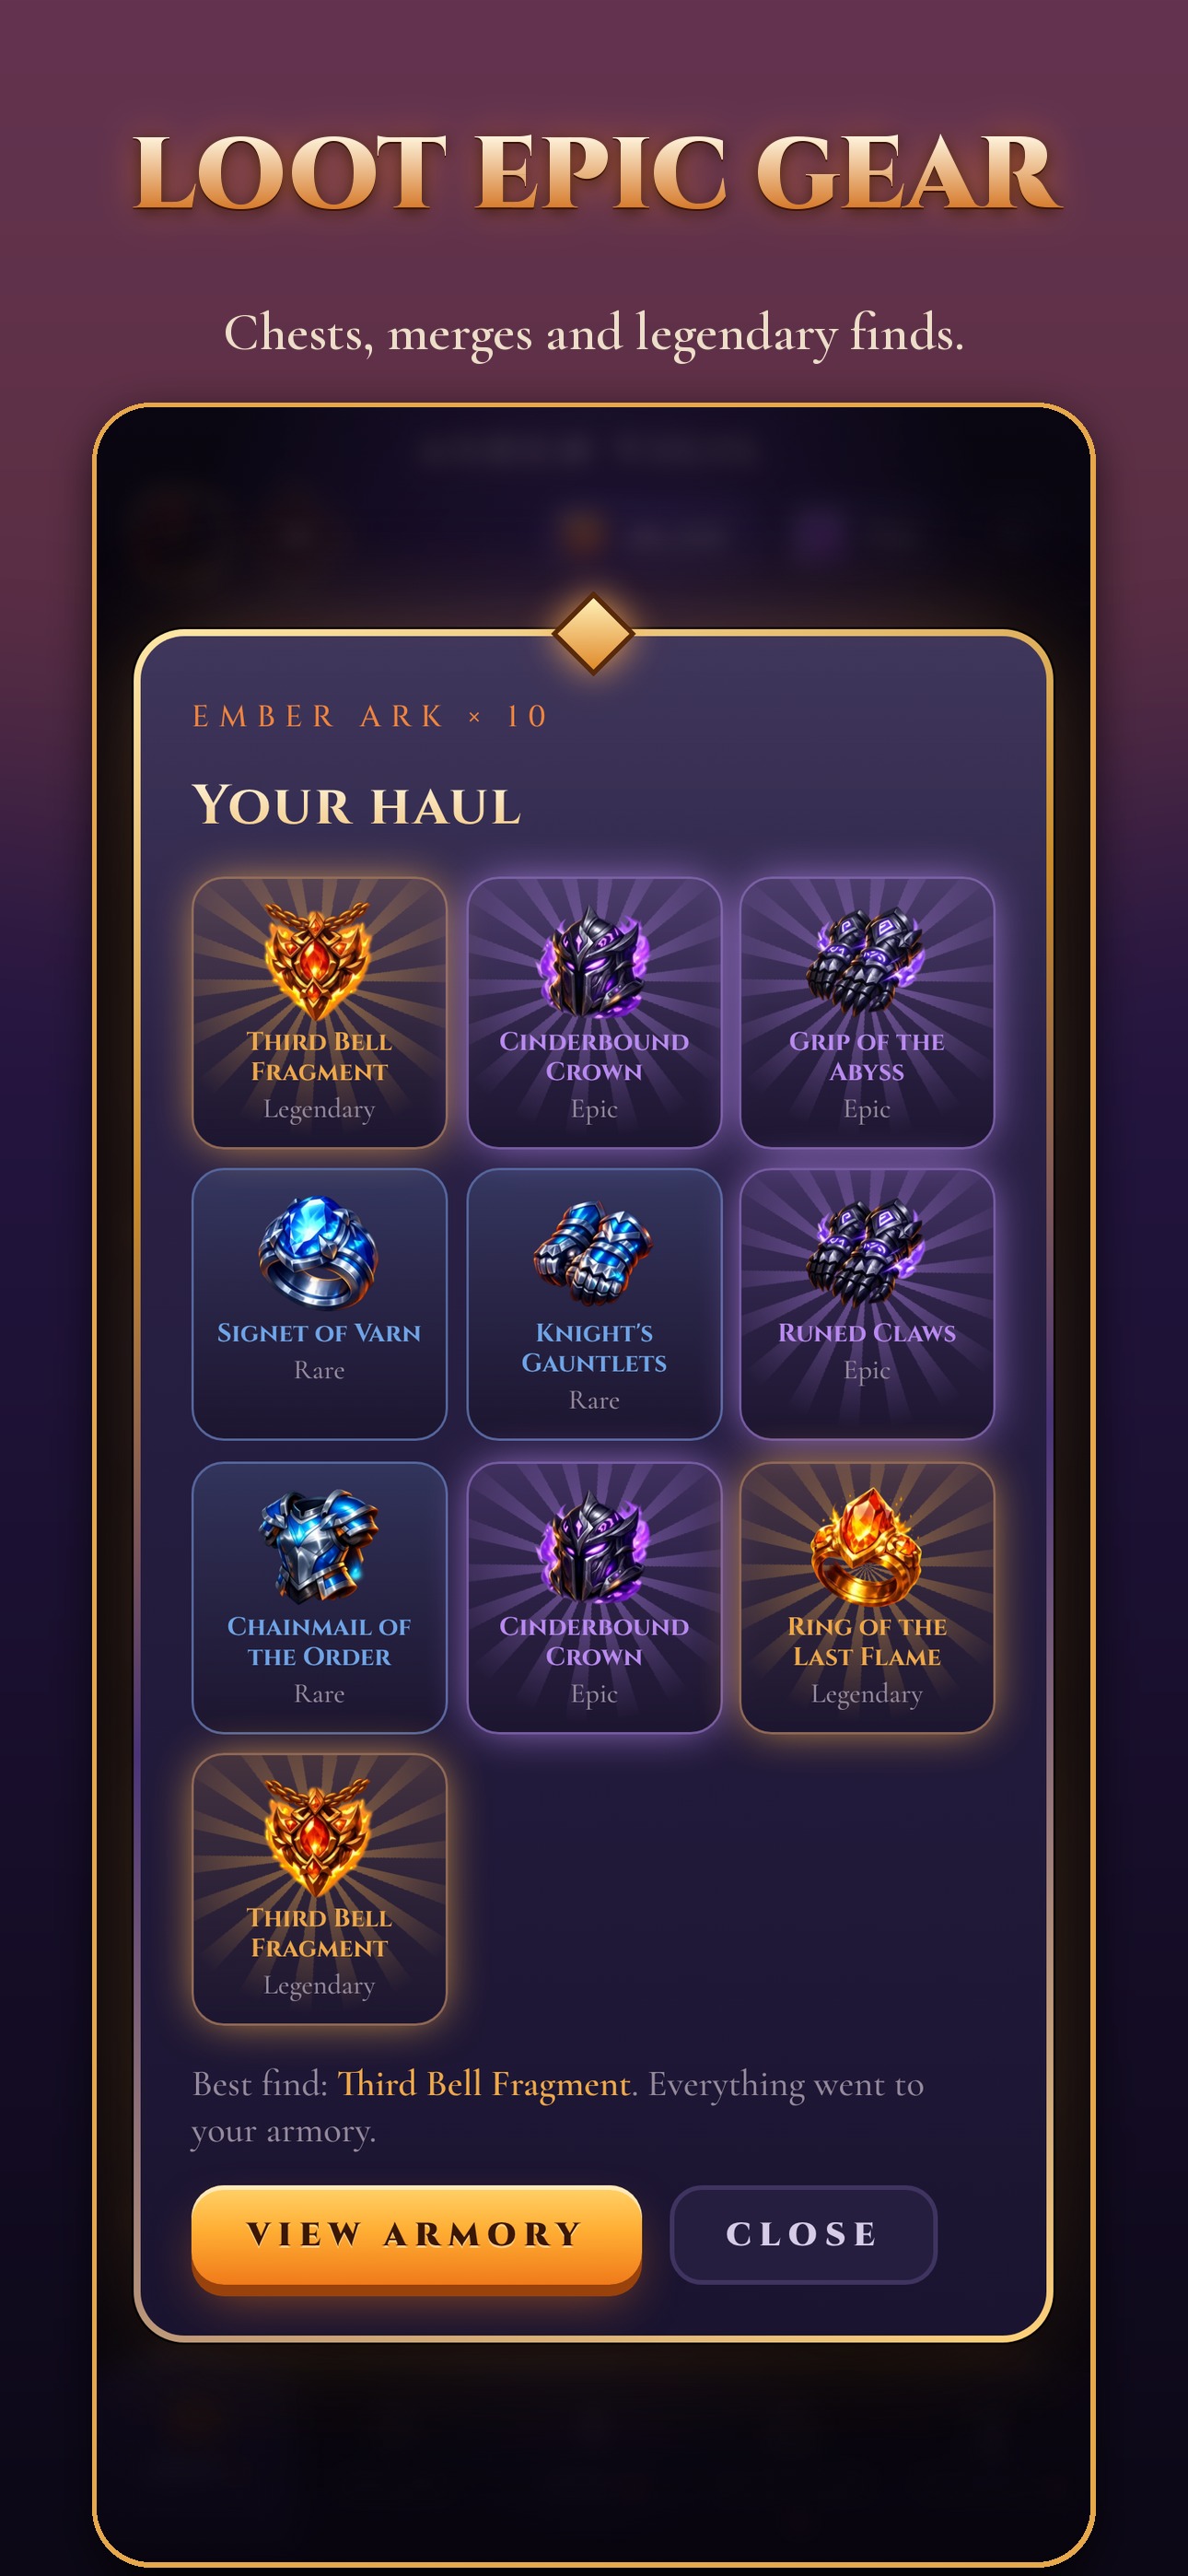 LOOT EPIC GEAR
Chests, merges and legendary finds.
EMBER ARK × 10
YOUR HAUL
THIRD BELL
FRAGMENT
Legendary
CINDERBOUND
CROWN
Epic
GRIP OF THE
ABYSS
Epic
SIGNET OF VARN
Rare
KNIGHT'S
GAUNTLETS
Rare
RUNED CLAWS
Epic
CHAINMAIL OF
THE ORDER
Rare
CINDERBOUND
CROWN
Epic
RING OF THE
LAST FLAME
Legendary
THIRD BELL
FRAGMENT
Legendary
Best find: Third Bell Fragment. Everything went to
your armory.
VIEW ARMORY
CLOSE